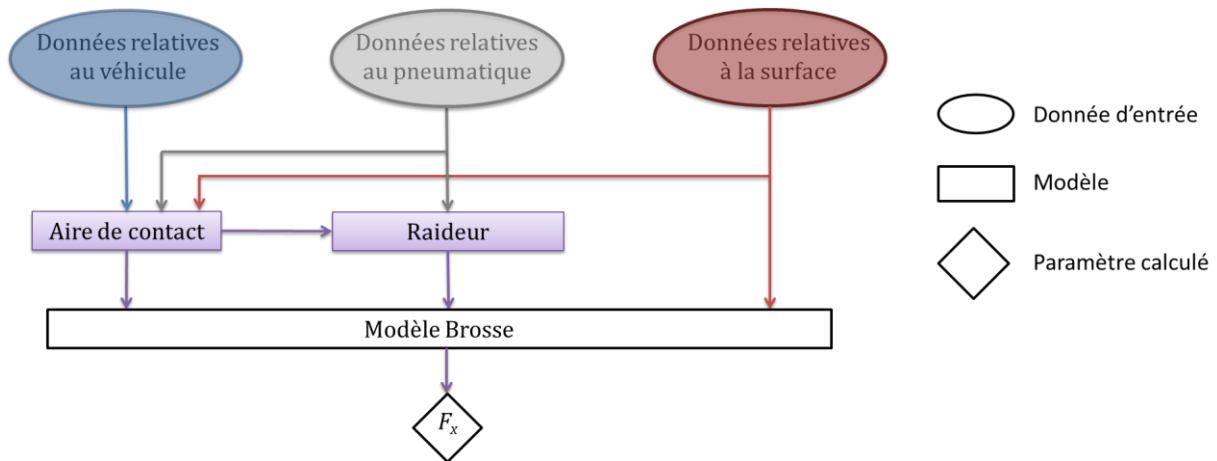 Données relatives
au véhicule
Données relatives
au pneumatique
Données relatives
à la surface
Donnée d'entrée
Modèle
Paramètre calculé
Aire de contact
Raideur
Modèle Brosse
Fx